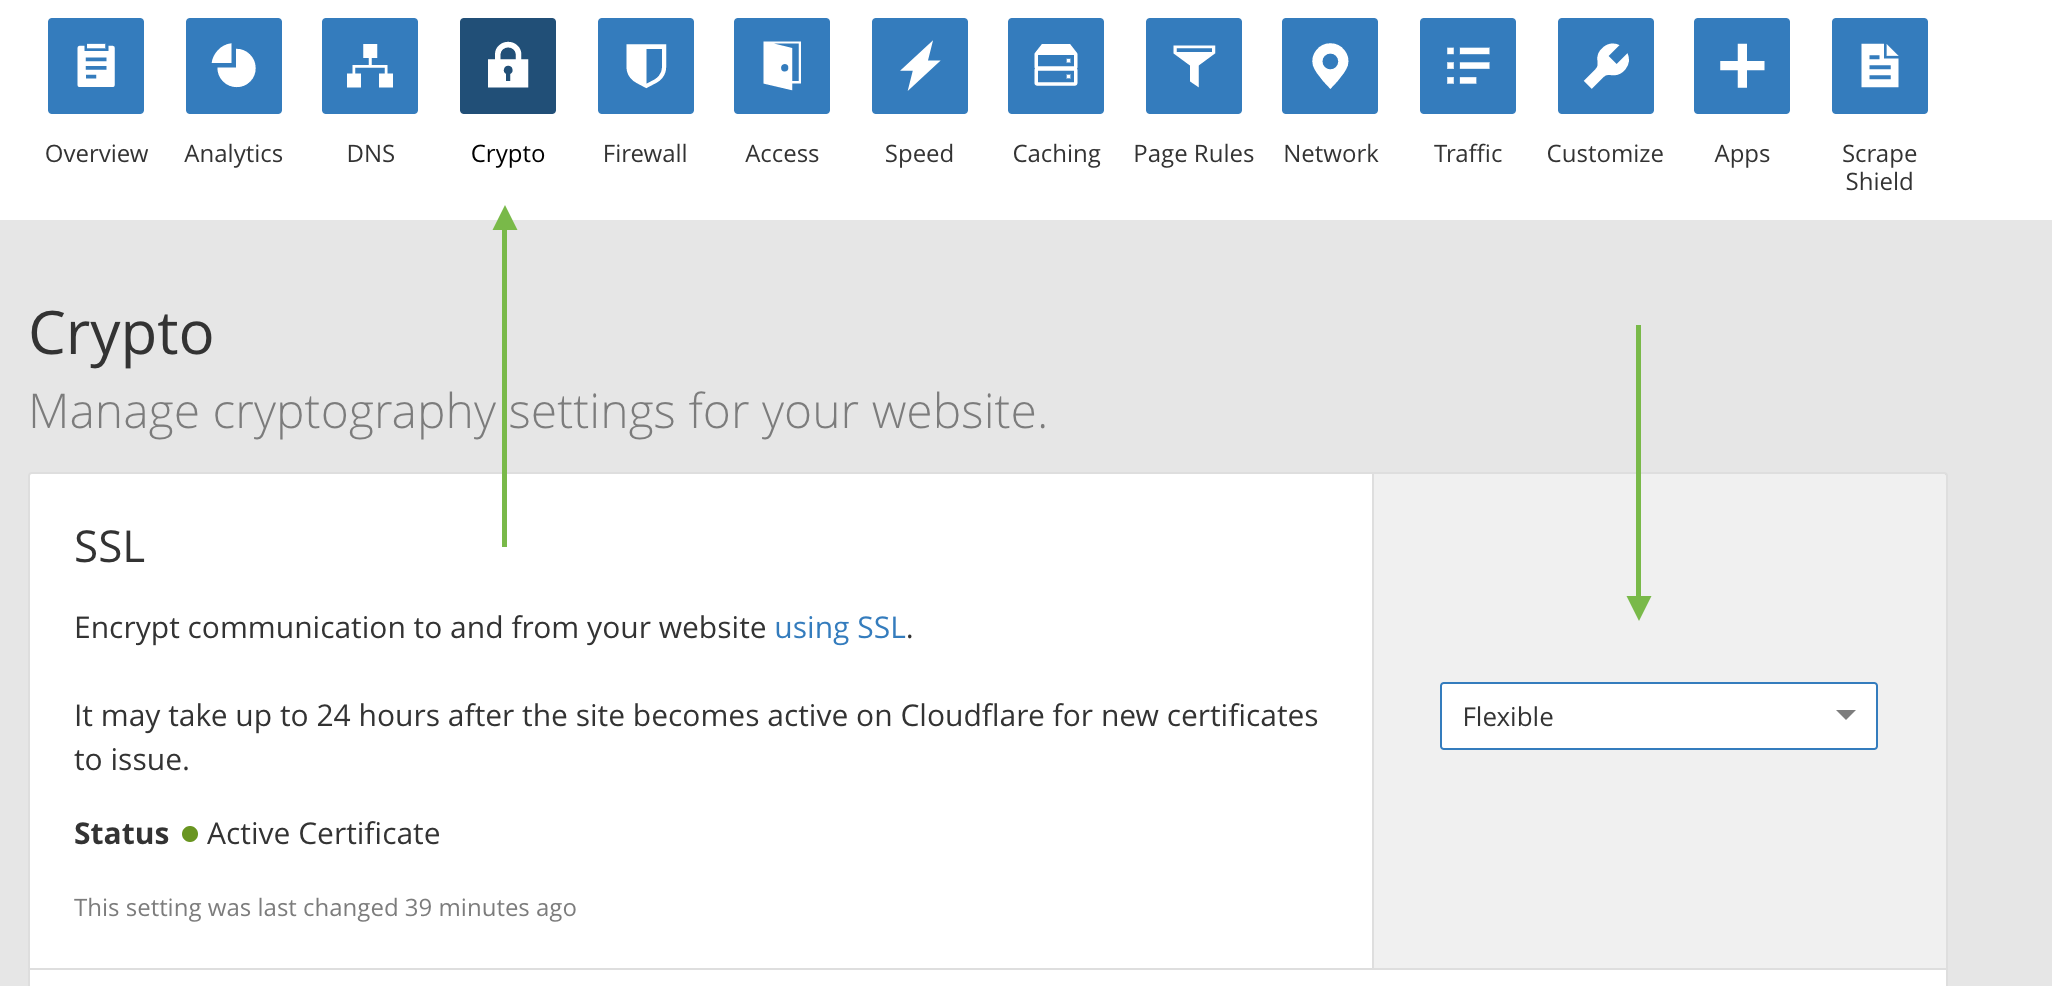 Overview Analytics DNS Crypto Firewall Access Speed Caching Page Rules Network Traffic Customize Apps Scrape
Shield
Crypto
Manage cryptography settings for your website.
SSL
Encrypt communication to and from your website using SSL.
It may take up to 24 hours after the site becomes active on Cloudflare for new certificates
to issue.
Flexible
Status Active Certificate
This setting was last changed 39 minutes ago